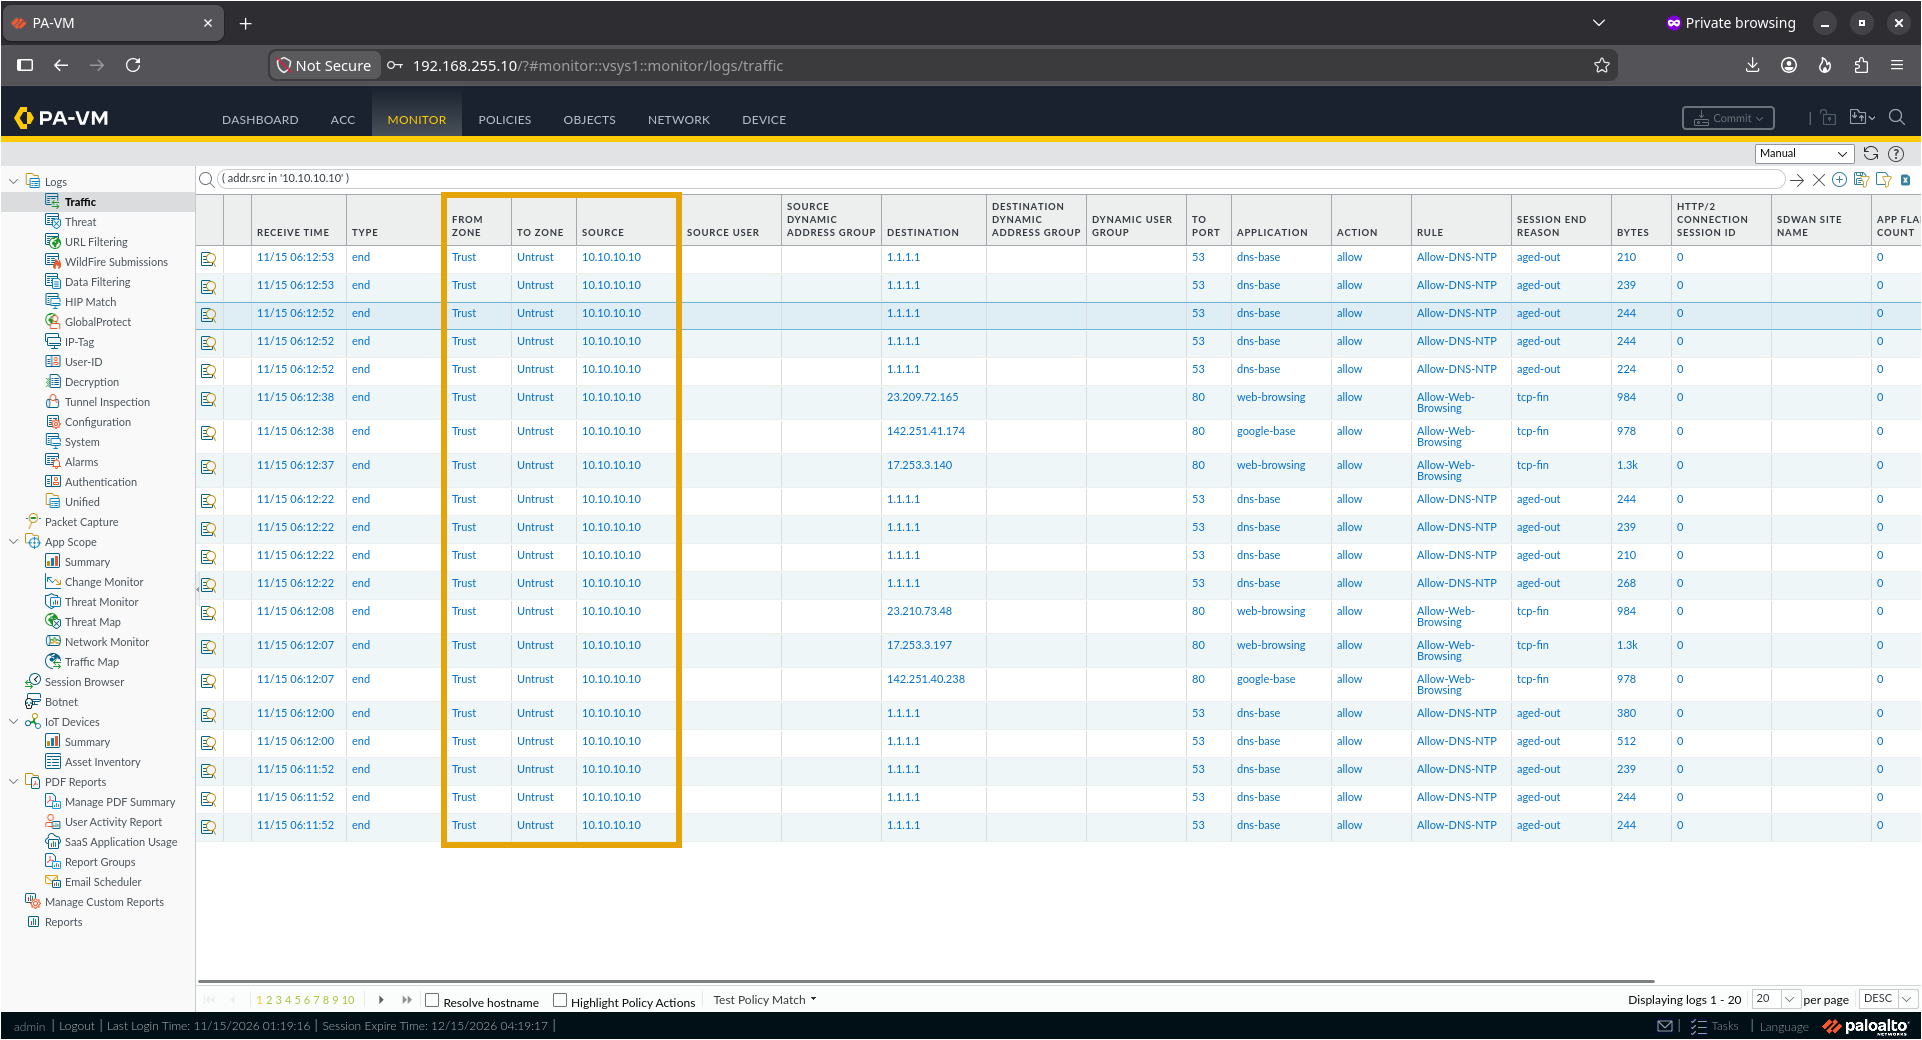 PA-VM
Private browsing
Not Secure
192.168.255.10/?#monitor::vsys1::monitor/logs/traffic
PA-VM
DASHBOARD ACC MONITOR POLICIES OBJECTS NETWORK DEVICE
Commit
Manual
( addr.src in '10.10.10.10' )
Logs
Traffic
Threat
URL Filtering
WildFire Submissions
Data Filtering
HIP Match
GlobalProtect
IP-Tag
User-ID
Decryption
Tunnel Inspection
Configuration
System
Alarms
Authentication
Unified
Packet Capture
App Scope
Summary
Change Monitor
Threat Monitor
Threat Map
Network Monitor
Traffic Map
Session Browser
Botnet
IoT Devices
Summary
Asset Inventory
PDF Reports
Manage PDF Summary
User Activity Report
SaaS Application Usage
Report Groups
Email Scheduler
Manage Custom Reports
Reports
RECEIVE TIME TYPE FROM ZONE TO ZONE SOURCE SOURCE USER SOURCE DYNAMIC ADDRESS GROUP DESTINATION DESTINATION DYNAMIC ADDRESS GROUP DYNAMIC USER GROUP TO PORT APPLICATION ACTION RULE SESSION END REASON BYTES HTTP/2 CONNECTION SESSION ID SDWAN SITE NAME APP FLA COUNT
11/15 06:12:53 end Trust Untrust 10.10.10.10 1.1.1.1 53 dns-base allow Allow-DNS-NTP aged-out 210 0 0
11/15 06:12:53 end Trust Untrust 10.10.10.10 1.1.1.1 53 dns-base allow Allow-DNS-NTP aged-out 239 0 0
11/15 06:12:52 end Trust Untrust 10.10.10.10 1.1.1.1 53 dns-base allow Allow-DNS-NTP aged-out 244 0 0
11/15 06:12:52 end Trust Untrust 10.10.10.10 1.1.1.1 53 dns-base allow Allow-DNS-NTP aged-out 244 0 0
11/15 06:12:52 end Trust Untrust 10.10.10.10 1.1.1.1 53 dns-base allow Allow-DNS-NTP aged-out 224 0 0
11/15 06:12:38 end Trust Untrust 10.10.10.10 23.209.72.165 80 web-browsing allow Allow-Web-Browsing tcp-fin 984 0 0
11/15 06:12:38 end Trust Untrust 10.10.10.10 142.251.41.174 80 google-base allow Allow-Web-Browsing tcp-fin 978 0 0
11/15 06:12:37 end Trust Untrust 10.10.10.10 17.253.3.140 80 web-browsing allow Allow-Web-Browsing tcp-fin 1.3k 0 0
11/15 06:12:22 end Trust Untrust 10.10.10.10 1.1.1.1 53 dns-base allow Allow-DNS-NTP aged-out 244 0 0
11/15 06:12:22 end Trust Untrust 10.10.10.10 1.1.1.1 53 dns-base allow Allow-DNS-NTP aged-out 239 0 0
11/15 06:12:22 end Trust Untrust 10.10.10.10 1.1.1.1 53 dns-base allow Allow-DNS-NTP aged-out 210 0 0
11/15 06:12:22 end Trust Untrust 10.10.10.10 1.1.1.1 53 dns-base allow Allow-DNS-NTP aged-out 268 0 0
11/15 06:12:08 end Trust Untrust 10.10.10.10 23.210.73.48 80 web-browsing allow Allow-Web-Browsing tcp-fin 984 0 0
11/15 06:12:07 end Trust Untrust 10.10.10.10 17.253.3.197 80 web-browsing allow Allow-Web-Browsing tcp-fin 1.3k 0 0
11/15 06:12:07 end Trust Untrust 10.10.10.10 142.251.40.238 80 google-base allow Allow-Web-Browsing tcp-fin 978 0 0
11/15 06:12:00 end Trust Untrust 10.10.10.10 1.1.1.1 53 dns-base allow Allow-DNS-NTP aged-out 380 0 0
11/15 06:12:00 end Trust Untrust 10.10.10.10 1.1.1.1 53 dns-base allow Allow-DNS-NTP aged-out 512 0 0
11/15 06:11:52 end Trust Untrust 10.10.10.10 1.1.1.1 53 dns-base allow Allow-DNS-NTP aged-out 239 0 0
11/15 06:11:52 end Trust Untrust 10.10.10.10 1.1.1.1 53 dns-base allow Allow-DNS-NTP aged-out 244 0 0
11/15 06:11:52 end Trust Untrust 10.10.10.10 1.1.1.1 53 dns-base allow Allow-DNS-NTP aged-out 244 0 0
1 2 3 4 5 6 7 8 9 10 Resolve hostname Highlight Policy Actions Test Policy Match Displaying logs 1 - 20 20 per page DESC
admin | Logout | Last Login Time: 11/15/2026 01:19:16 | Session Expire Time: 12/15/2026 04:19:17 | Tasks | Language paloalto NETWORKS